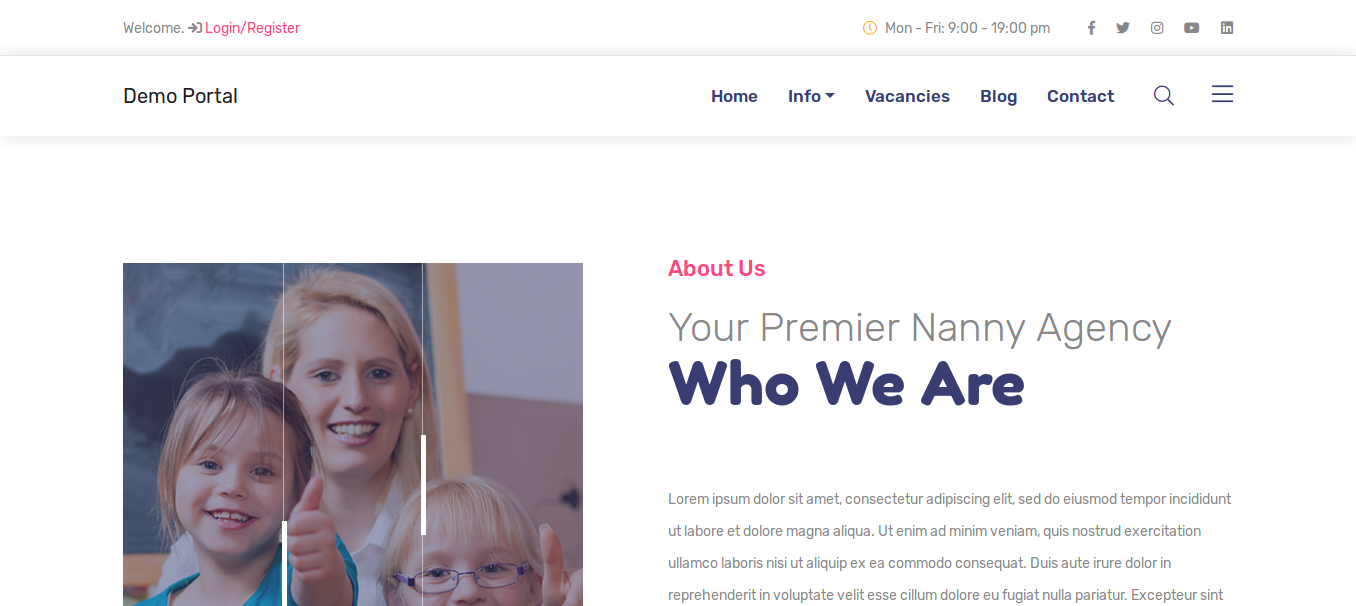 Welcome. Login/Register
Mon - Fri: 9:00 - 19:00 pm
Demo Portal
Home Info Vacancies Blog Contact
About Us
Your Premier Nanny Agency
Who We Are
Lorem ipsum dolor sit amet, consectetur adipiscing elit, sed do eiusmod tempor incididunt
ut labore et dolore magna aliqua. Ut enim ad minim veniam, quis nostrud exercitation
ullamco laboris nisi ut aliquip ex ea commodo consequat. Duis aute irure dolor in
reprehenderit in voluptate velit esse cillum dolore eu fugiat nulla pariatur. Excepteur sint